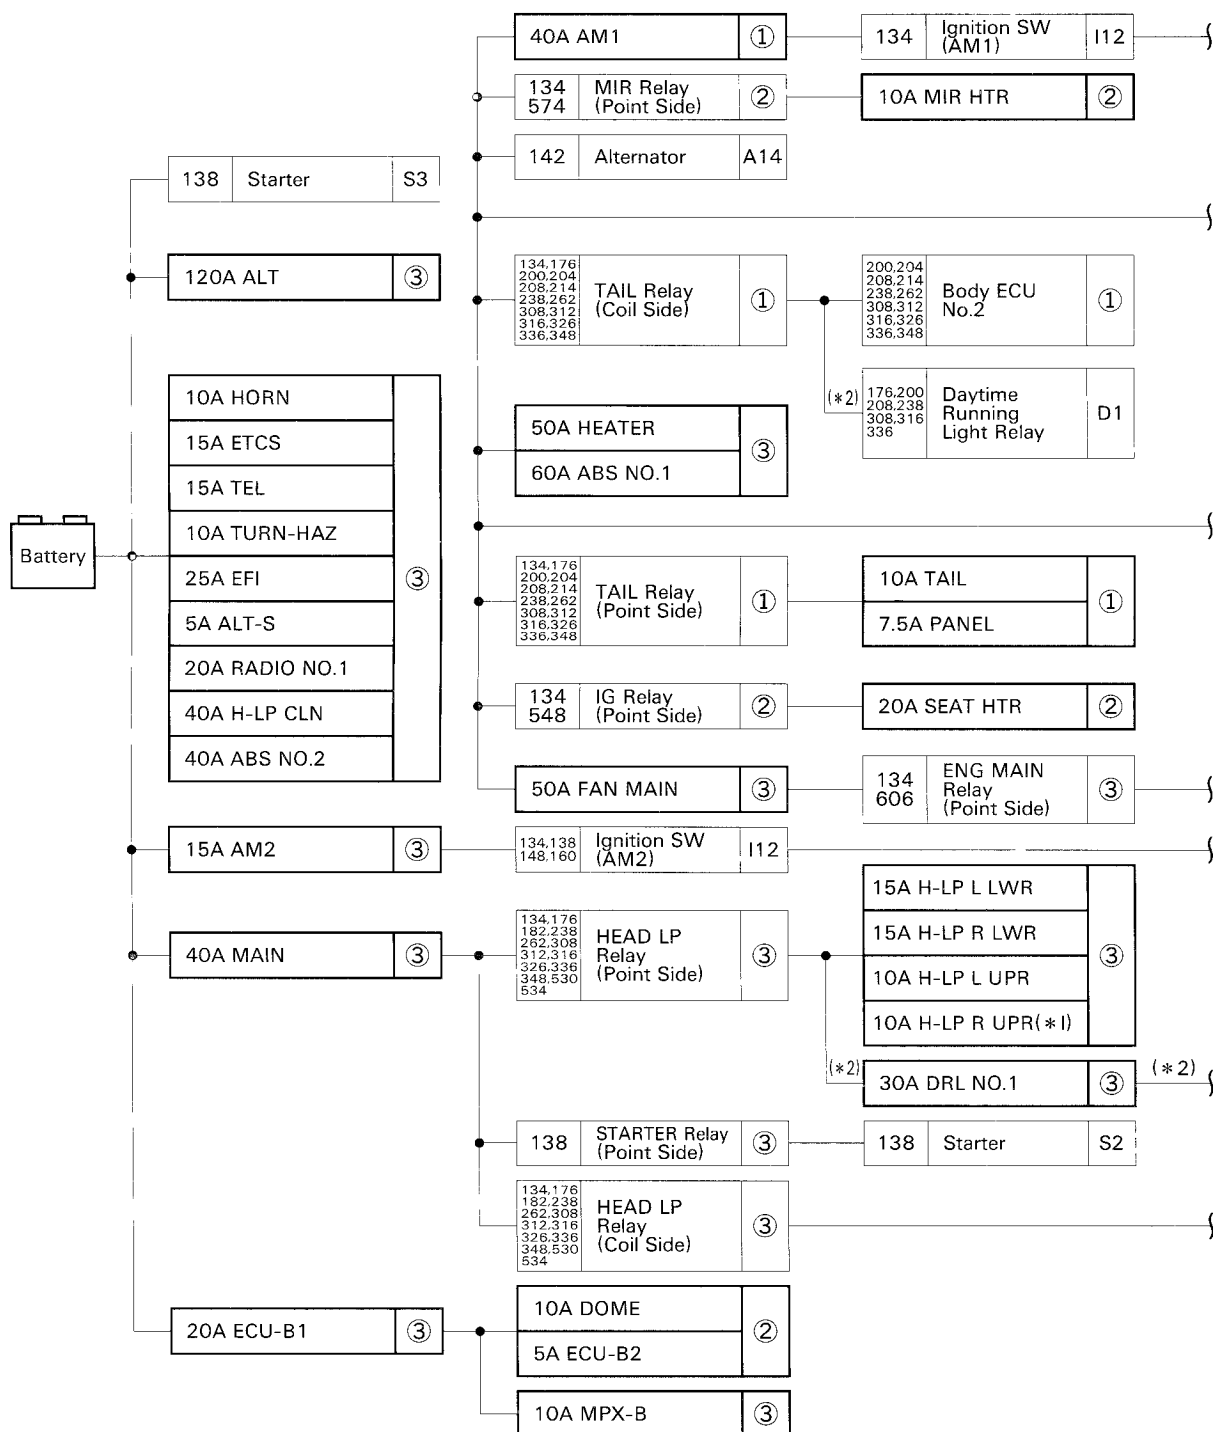 40A AM1
①
134
Ignition SW
(AM1)
I12
134
574
MIR Relay
(Point Side)
②
10A MIR HTR
②
142
Alternator
A14
138
Starter
S3
120A ALT
③
134,176
200,204
208,214
238,262
308,312
316,326
336,348
TAIL Relay
(Coil Side)
①
200,204
208,214
238,262
308,312
316,326
336,348
Body ECU
No.2
①
(*2)
176,200
208,238
308,316
336
Daytime
Running
Light Relay
D1
10A HORN
15A ETCS
15A TEL
10A TURN-HAZ
25A EFI
5A ALT-S
20A RADIO NO.1
40A H-LP CLN
40A ABS NO.2
③
50A HEATER
60A ABS NO.1
③
Battery
134,176
200,204
208,214
238,262
308,312
316,326
336,348
TAIL Relay
(Point Side)
①
10A TAIL
7.5A PANEL
①
134
548
IG Relay
(Point Side)
②
20A SEAT HTR
②
50A FAN MAIN
③
134
606
ENG MAIN
Relay
(Point Side)
③
15A AM2
③
134,138
148,160
Ignition SW
(AM2)
I12
40A MAIN
③
134,176
182,238
262,308
312,316
326,336
348,530
534
HEAD LP
Relay
(Point Side)
③
15A H-LP L LWR
15A H-LP R LWR
10A H-LP L UPR
10A H-LP R UPR(*1)
③
(*2)
30A DRL NO.1
③
(*2)
138
STARTER Relay
(Point Side)
③
138
Starter
S2
134,176
182,238
262,308
312,316
326,336
348,530
534
HEAD LP
Relay
(Coil Side)
③
20A ECU-B1
③
10A DOME
5A ECU-B2
②
10A MPX-B
③